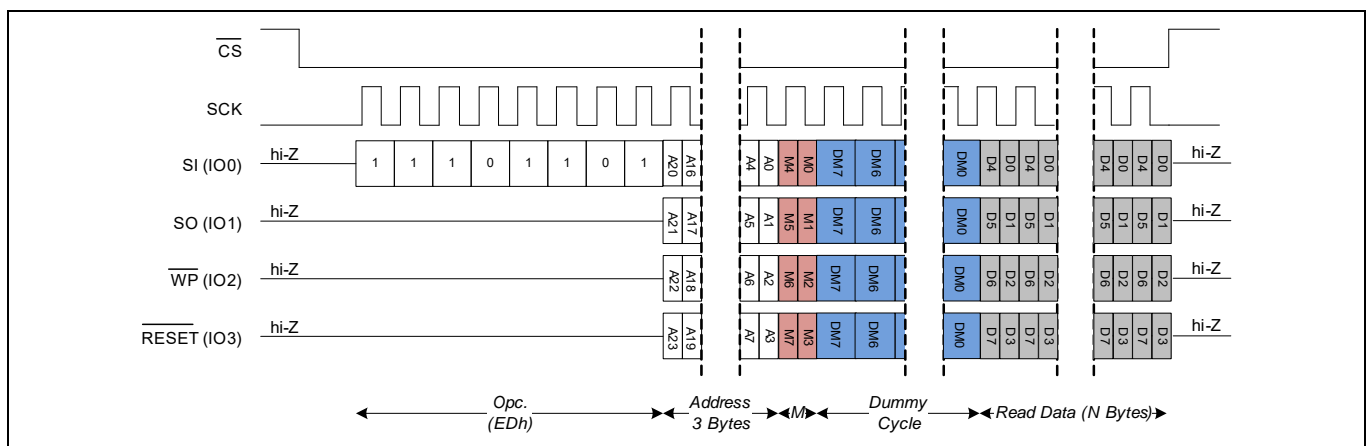 CS
SCK
SI (IO0) hi-Z 1 1 1 0 1 1 0 1 A20 A16 A4 A0 M4 M0 DM7 DM6 DM0 D4 D0 D4 D0 D4 D0 D4 D0 hi-Z
SO (IO1) hi-Z A21 A17 A5 A1 M5 M1 DM7 DM6 DM0 D5 D1 D5 D1 D5 D1 D5 D1 hi-Z
WP (IO2) hi-Z A22 A18 A6 A2 M6 M2 DM7 DM6 DM0 D6 D2 D6 D2 D6 D2 D6 D2 hi-Z
RESET (IO3) hi-Z A23 A19 A7 A3 M7 M3 DM7 DM6 DM0 D7 D3 D7 D3 D7 D3 D7 D3 hi-Z
Opc. Address M Dummy Read Data (N Bytes)
(EDh) 3 Bytes Cycle